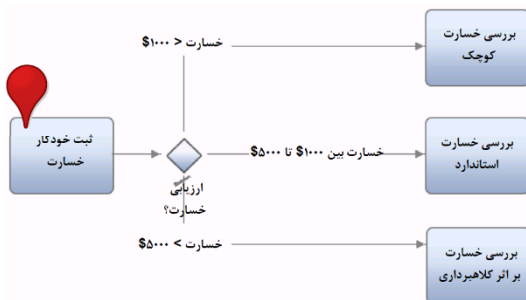 خسارت < ۱۰۰۰$
بررسی خسارت
کوچک
ثبت خودکار
خسارت
ارزیابی
خسارت؟
خسارت بین ۱۰۰۰$ تا ۵۰۰۰$
بررسی خسارت
استاندارد
خسارت > ۵۰۰۰$
بررسی خسارت
بر اثر کلاهبرداری